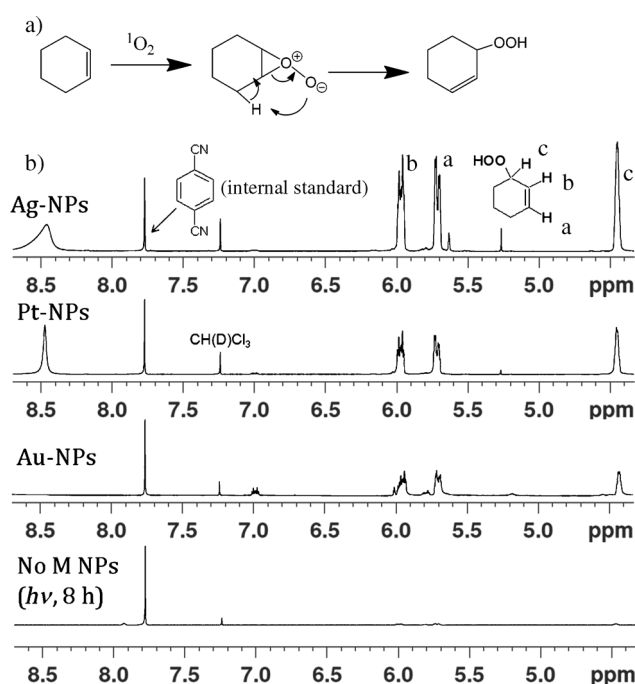 a)
¹O₂
O⊕
O⊖
H
OOH
b)
CN
CN
(internal standard)
b
a
HOO
H
c
H
b
H
a
c
Ag-NPs
8.5 8.0 7.5 7.0 6.5 6.0 5.5 5.0 ppm
Pt-NPs
CH(D)Cl₃
8.5 8.0 7.5 7.0 6.5 6.0 5.5 5.0 ppm
Au-NPs
8.5 8.0 7.5 7.0 6.5 6.0 5.5 5.0 ppm
No M NPs
(hν, 8 h)
8.5 8.0 7.5 7.0 6.5 6.0 5.5 5.0 ppm